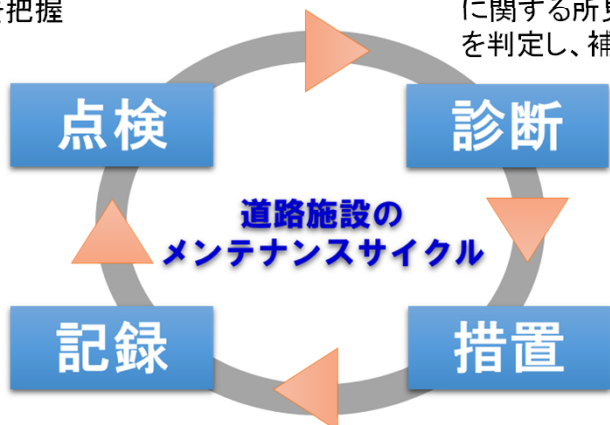 を把握
に関する所見
を判定し、補
点検
診断
道路施設の
メンテナンスサイクル
記録
措置